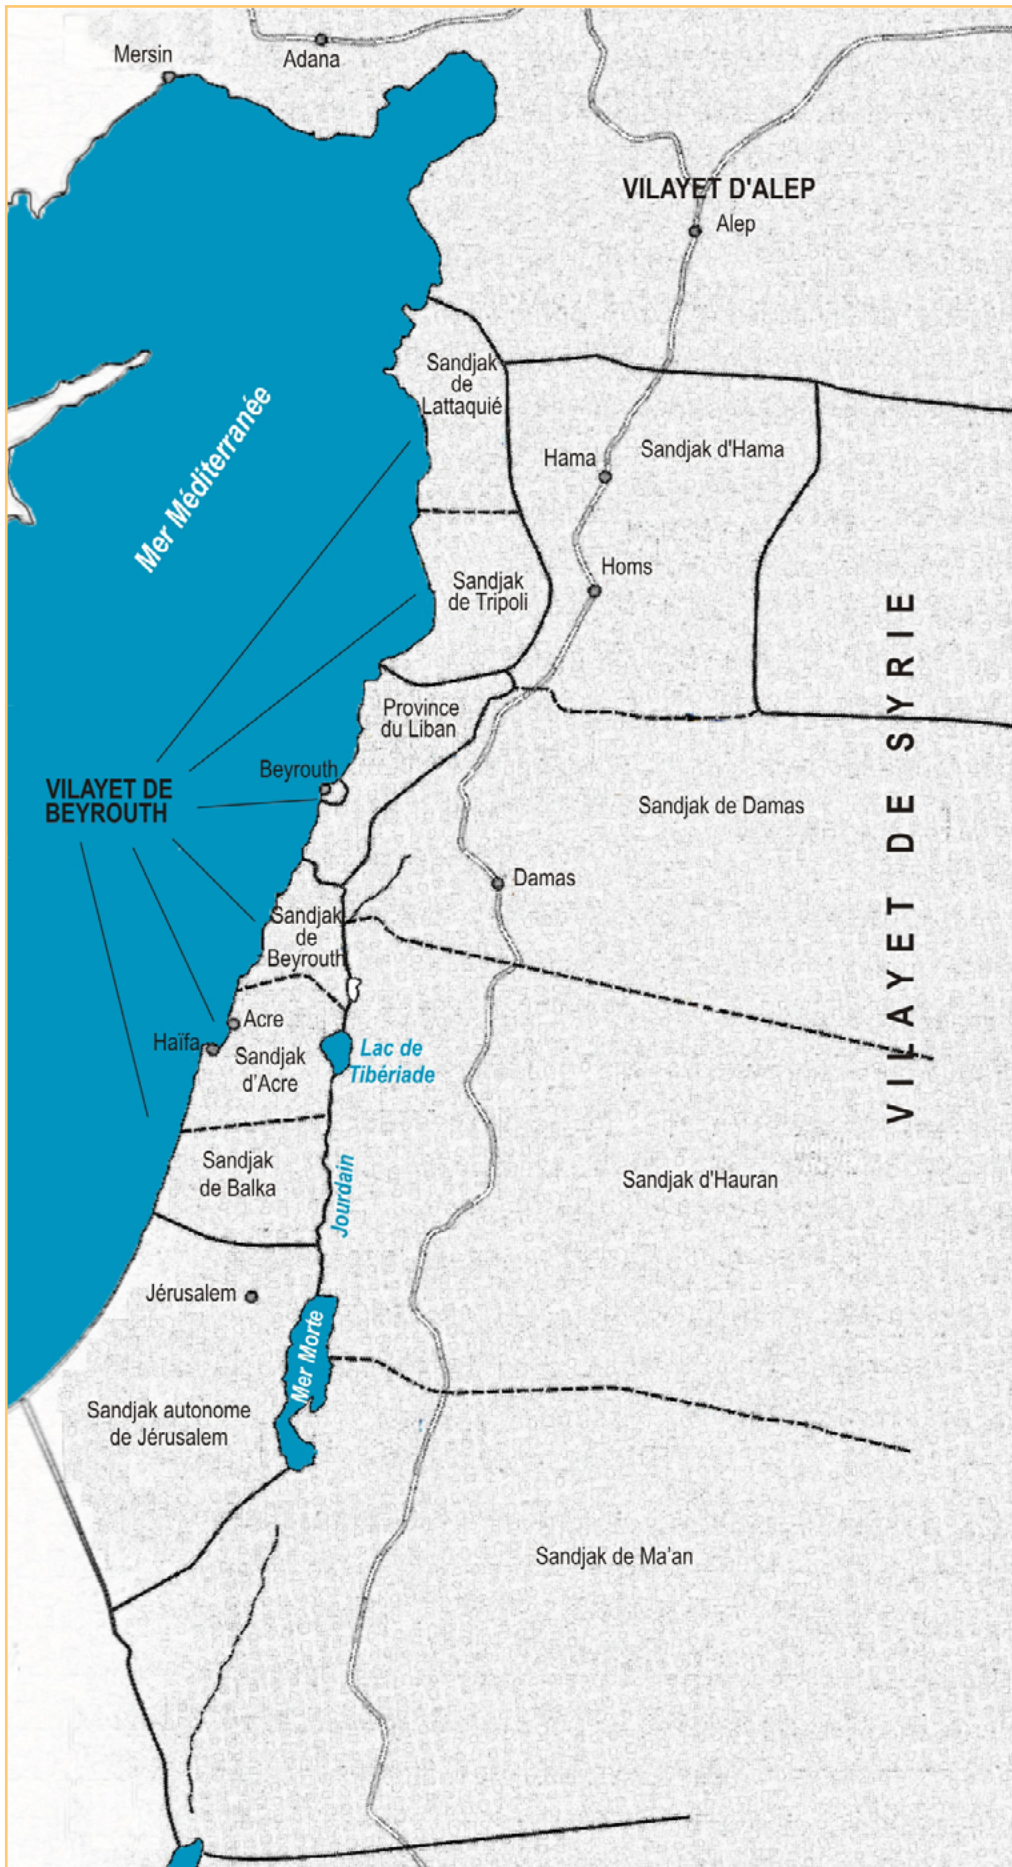 Mersin
Adana
VILAYET D'ALEP
Alep
Sandjak
de
Lattaquié
Mer Méditerranée
Hama
Sandjak d'Hama
Homs
Sandjak
de Tripoli
VILAYET DE SYRIE
Province
du Liban
Beyrouth
VILAYET DE
BEYROUTH
Sandjak de Damas
Damas
Sandjak
de
Beyrouth
Acre
Haïfa
Sandjak
d'Acre
Lac de
Tibériade
Sandjak
de Balka
Jourdain
Sandjak d'Hauran
Jérusalem
Mer Morte
Sandjak autonome
de Jérusalem
Sandjak de Ma'an